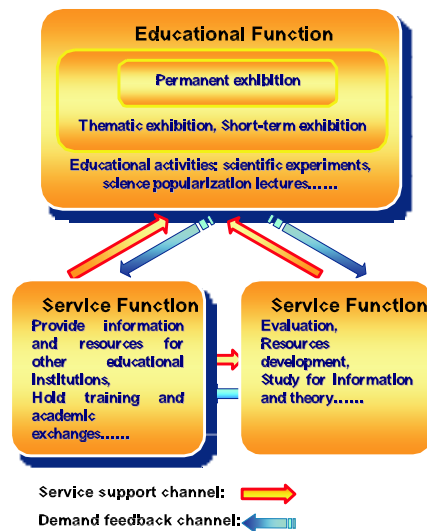 Educational Function
Permanent exhibition
Thematic exhibition, Short-term exhibition
Educational activities: scientific experiments,
science popularization lectures......
Service Function
Provide information
and resources for
other educational
Institutions,
Hold training and
academic
exchanges......
Service Function
Evaluation,
Resources
development,
Study for Information
and theory......
Service support channel:
Demand feedback channel: